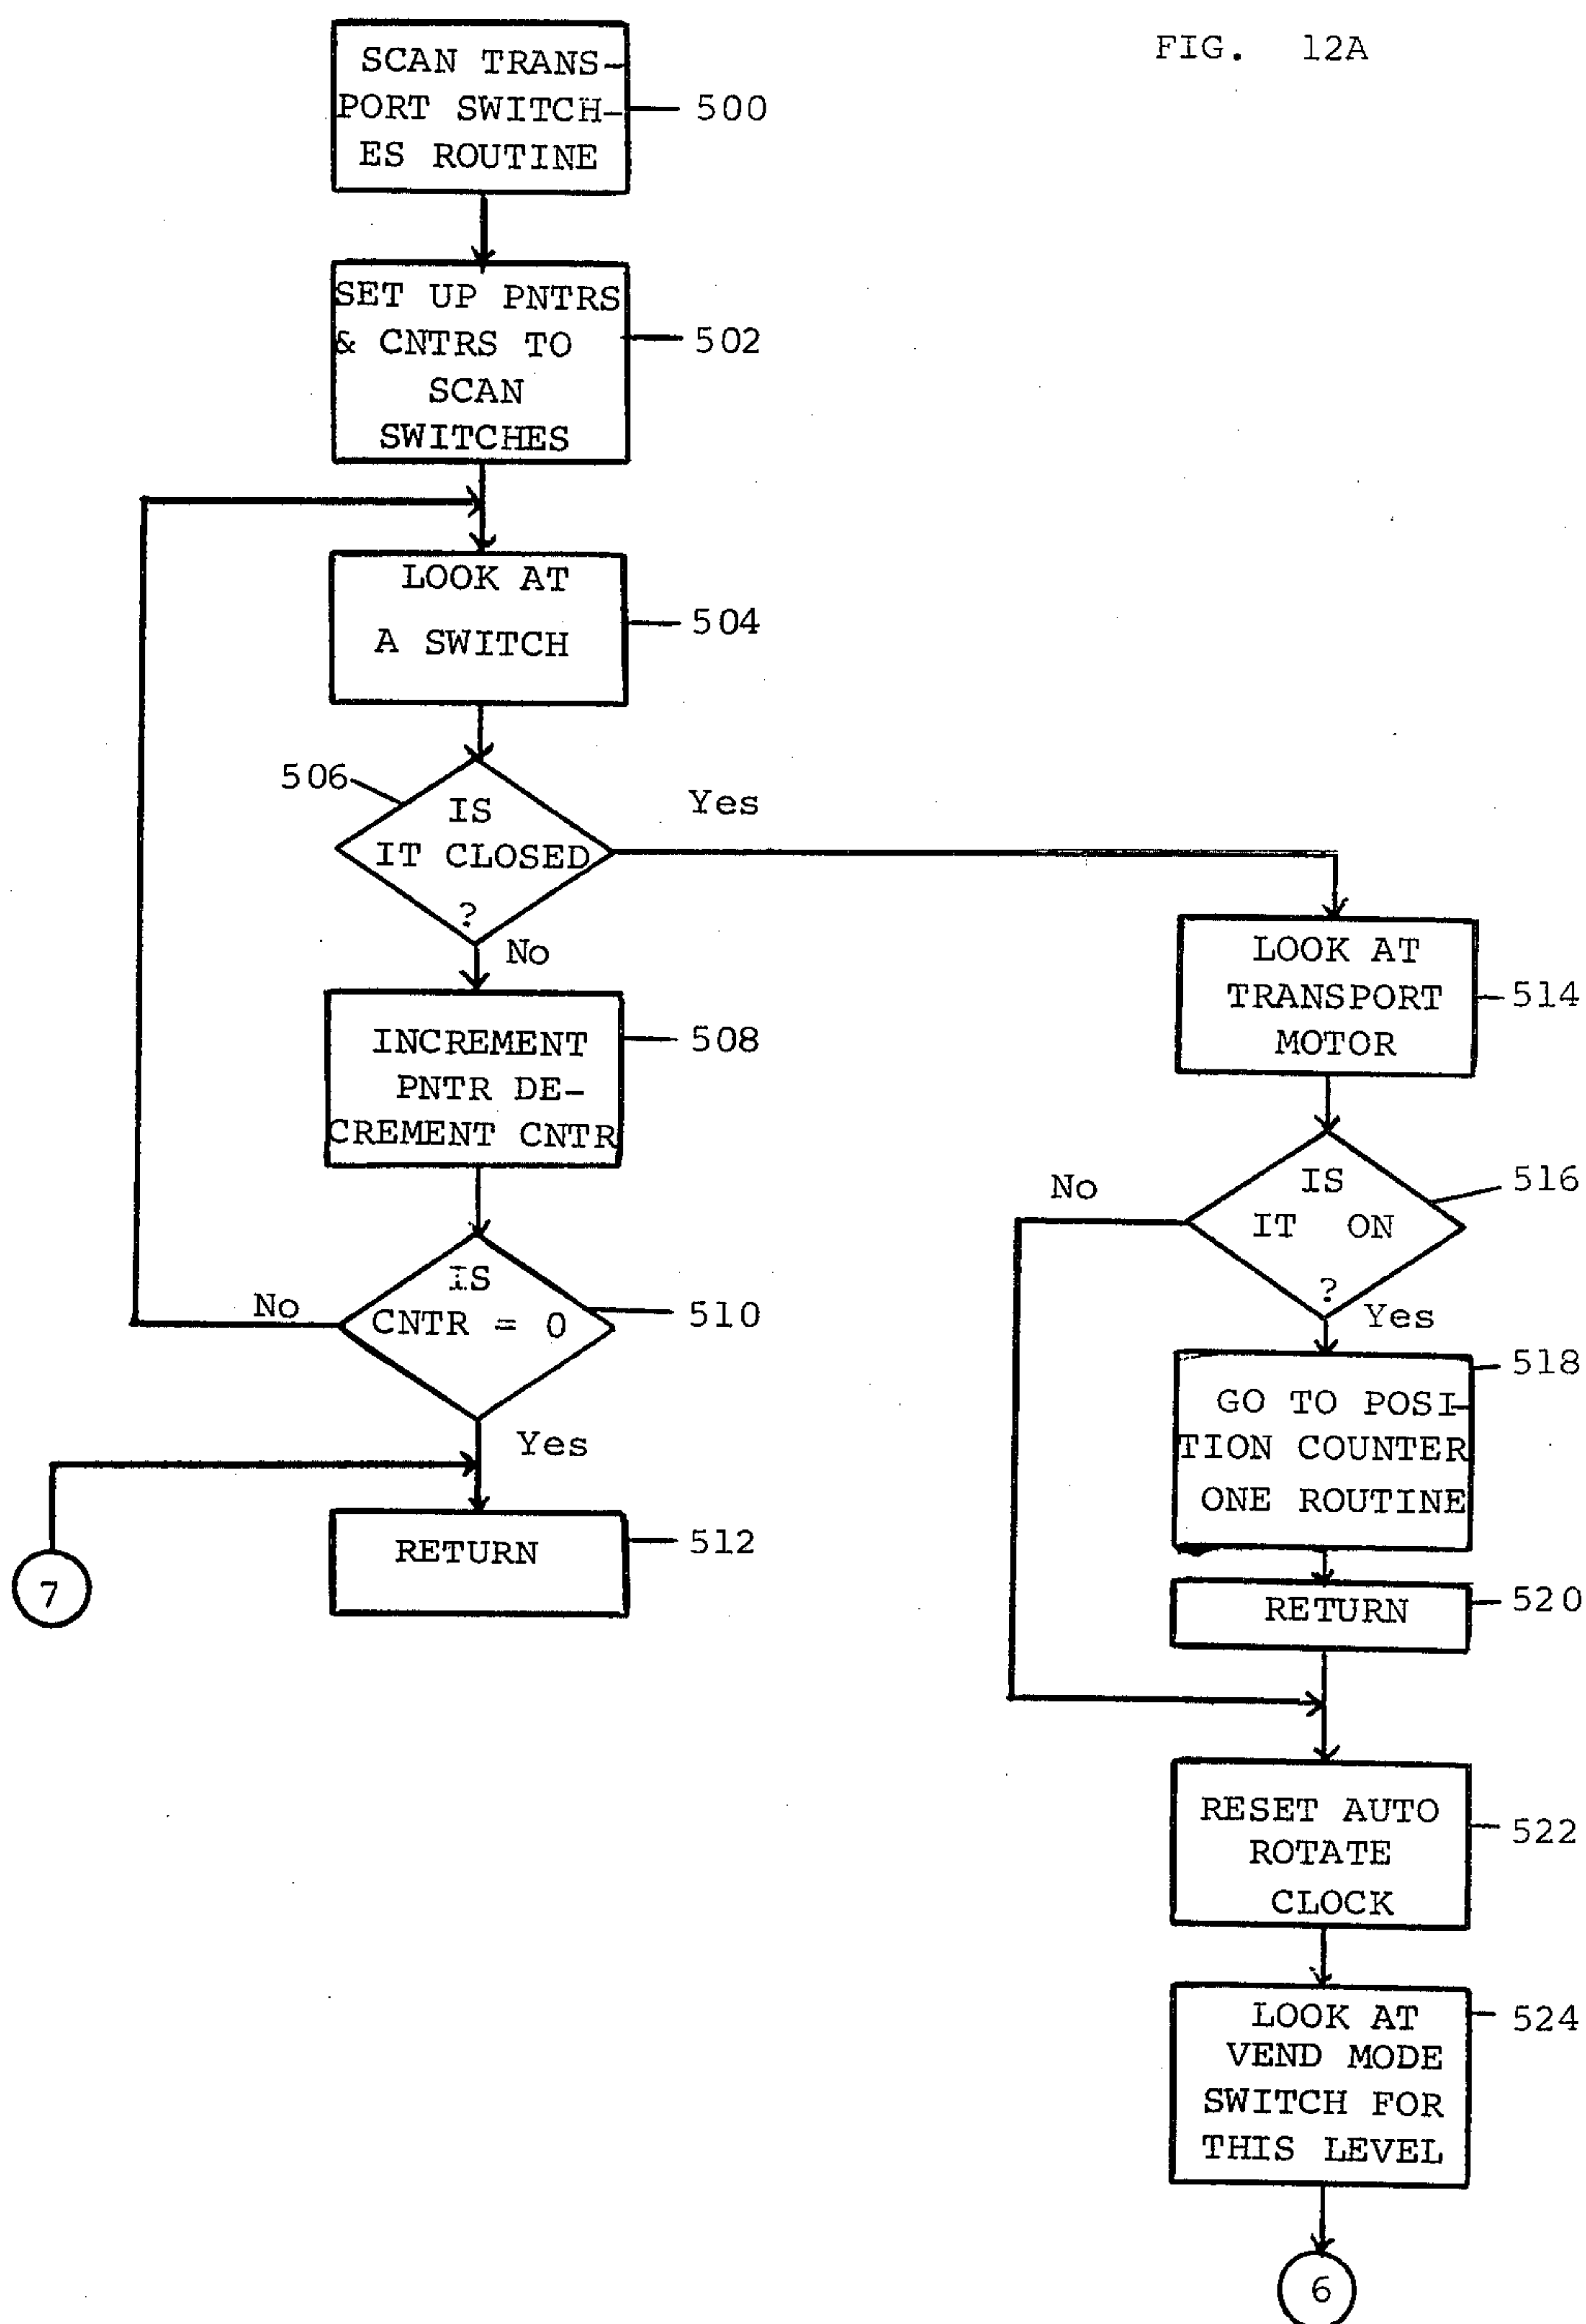 FIG. 12A
SCAN TRANS-
PORT SWITCH-
ES ROUTINE
500
SET UP PNTRS
& CNTRS TO
SCAN
SWITCHES
502
LOOK AT
A SWITCH
504
506
IS
IT CLOSED
?
Yes
No
INCREMENT
PNTR DE-
CREMENT CNTR
508
IS
CNTR = 0
No
510
Yes
RETURN
512
7
LOOK AT
TRANSPORT
MOTOR
514
IS
IT ON
?
No
516
Yes
GO TO POSI-
TION COUNTER
ONE ROUTINE
518
RETURN
520
RESET AUTO
ROTATE
CLOCK
522
LOOK AT
VEND MODE
SWITCH FOR
THIS LEVEL
524
6